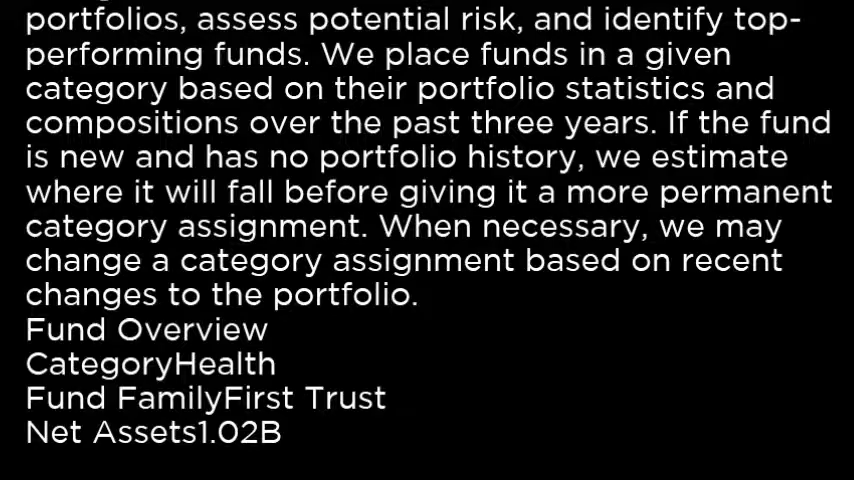 portfolios, assess potential risk, and identify top-
performing funds. We place funds in a given
category based on their portfolio statistics and
compositions over the past three years. If the fund
is new and has no portfolio history, we estimate
where it will fall before giving it a more permanent
category assignment. When necessary, we may
change a category assignment based on recent
changes to the portfolio.
Fund Overview
CategoryHealth
Fund FamilyFirst Trust
Net Assets1.02B